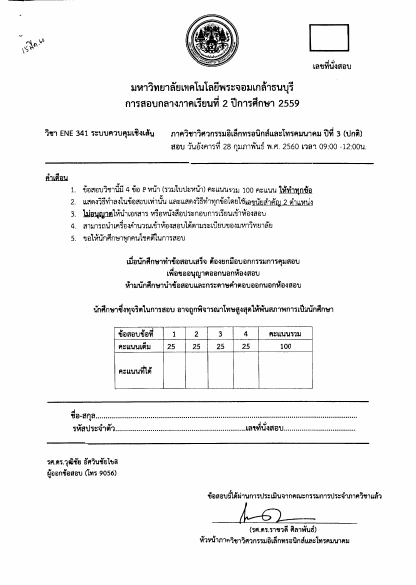 เลขที่นั่งสอบ
มหาวิทยาลัยเทคโนโลยีพระจอมเกล้าธนบุรี
การสอบกลางภาคเรียนที่ 2 ปีการศึกษา 2559
วิชา ENE 341 ระบบควบคุมเชิงเส้น
ภาควิชาวิศวกรรมอิเล็กทรอนิกส์และโทรคมนาคม ปีที่ 3 (ปกติ)
สอบ วันอังคารที่ 28 กุมภาพันธ์ พ.ศ. 2560 เวลา 09:00 -12:00น.
คำเตือน
1. ข้อสอบวิชานี้มี 4 ข้อ 8 หน้า (รวมใบปะหน้า) คะแนนรวม 100 คะแนน ให้ทำทุกข้อ
2. แสดงวิธีทำลงในข้อสอบเท่านั้น และแสดงวิธีทำทุกข้อโดยใช้เลขนัยสำคัญ 2 ตำแหน่ง
3. ไม่อนุญาตให้นำเอกสาร หรือหนังสือประกอบการเรียนเข้าห้องสอบ
4. สามารถนำเครื่องคำนวณเข้าห้องสอบได้ตามระเบียบของมหาวิทยาลัย
5. ขอให้นักศึกษาทุกคนโชคดีในการสอบ
เมื่อนักศึกษาทำข้อสอบเสร็จ ต้องยกมือบอกกรรมการคุมสอบ
เพื่อขออนุญาตออกนอกห้องสอบ
ห้ามนักศึกษานำข้อสอบและกระดาษคำตอบออกนอกห้องสอบ
นักศึกษาซึ่งทุจริตในการสอบ อาจถูกพิจารณาโทษสูงสุดให้พ้นสภาพการเป็นนักศึกษา
ข้อสอบข้อที่ 1 2 3 4 คะแนนรวม
คะแนนเต็ม 25 25 25 25 100
คะแนนที่ได้
ชื่อ-สกุล
รหัสประจำตัว เลขที่นั่งสอบ
รศ.ดร.วุฒิชัย อัศวินชัยโชติ
ผู้ออกข้อสอบ (โทร 9056)
ข้อสอบนี้ได้ผ่านการประเมินจากคณะกรรมการประจำภาควิชาแล้ว
(รศ.ดร.ราชวดี ศิลาพันธ์)
หัวหน้าภาควิชาวิศวกรรมอิเล็กทรอนิกส์และโทรคมนาคม